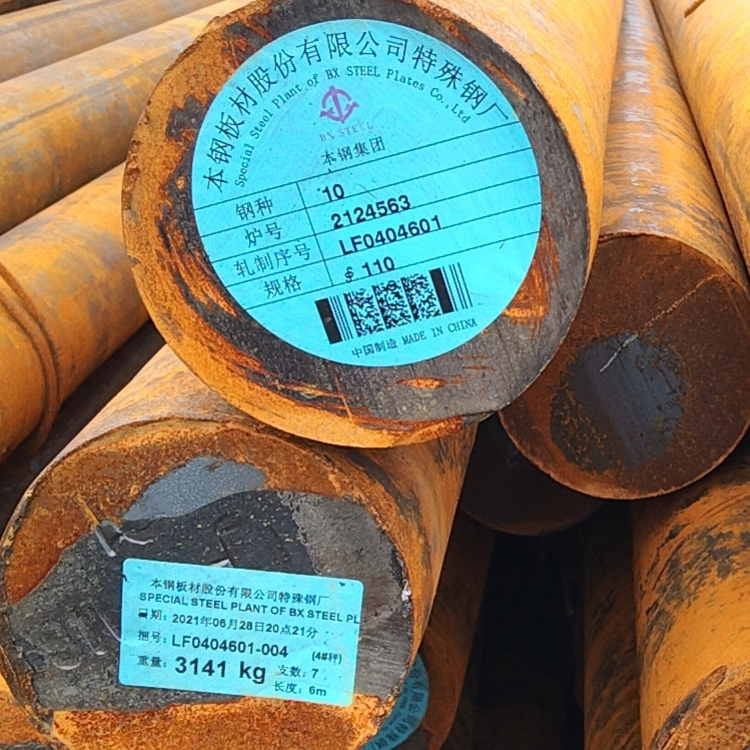 本钢板材股份有限公司特殊钢厂
Special Steel Plant of BX STEEL Plates Co.,Ltd
BX STEEL
本钢集团
钢种 10
炉号 2124563
轧制序号 LF0404601
规格 ϕ 110
中国制造 MADE IN CHINA
本钢板材股份有限公司特殊钢厂
SPECIAL STEEL PLANT OF BX STEEL PL
日期: 2021年06月28日20点21分
捆号: LF0404601-004 (4#秤)
重量: 3141 kg 支数: 7
长度: 6m